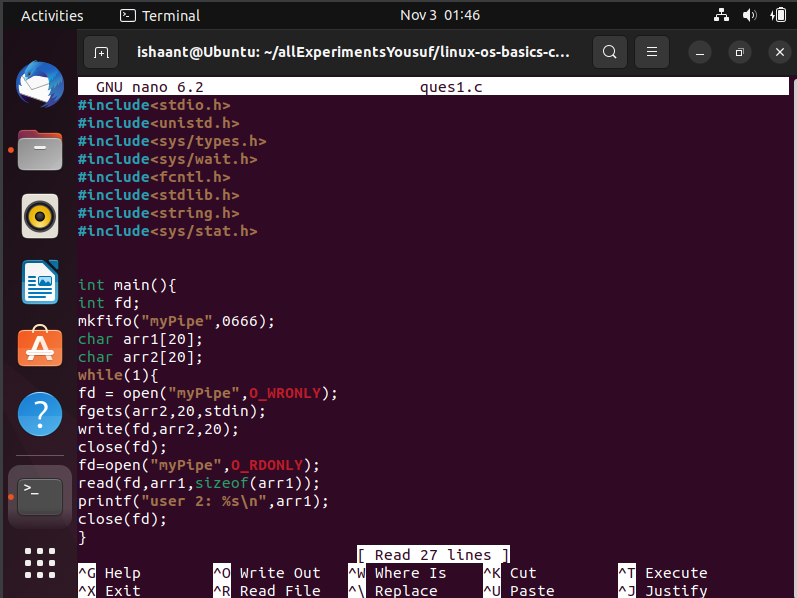 Activities Terminal Nov 3 01:46
ishaant@Ubuntu: ~/allExperimentsYousuf/linux-os-basics-c...
GNU nano 6.2 ques1.c
#include<stdio.h>
#include<unistd.h>
#include<sys/types.h>
#include<sys/wait.h>
#include<fcntl.h>
#include<stdlib.h>
#include<string.h>
#include<sys/stat.h>
int main(){
int fd;
mkfifo("myPipe",0666);
char arr1[20];
char arr2[20];
while(1){
fd = open("myPipe",O_WRONLY);
fgets(arr2,20,stdin);
write(fd,arr2,20);
close(fd);
fd=open("myPipe",O_RDONLY);
read(fd,arr1,sizeof(arr1));
printf("user 2: %s\n",arr1);
close(fd);
}
[ Read 27 lines ]
^G Help ^O Write Out ^W Where Is ^K Cut ^T Execute
^X Exit ^R Read File ^\ Replace ^U Paste ^J Justify